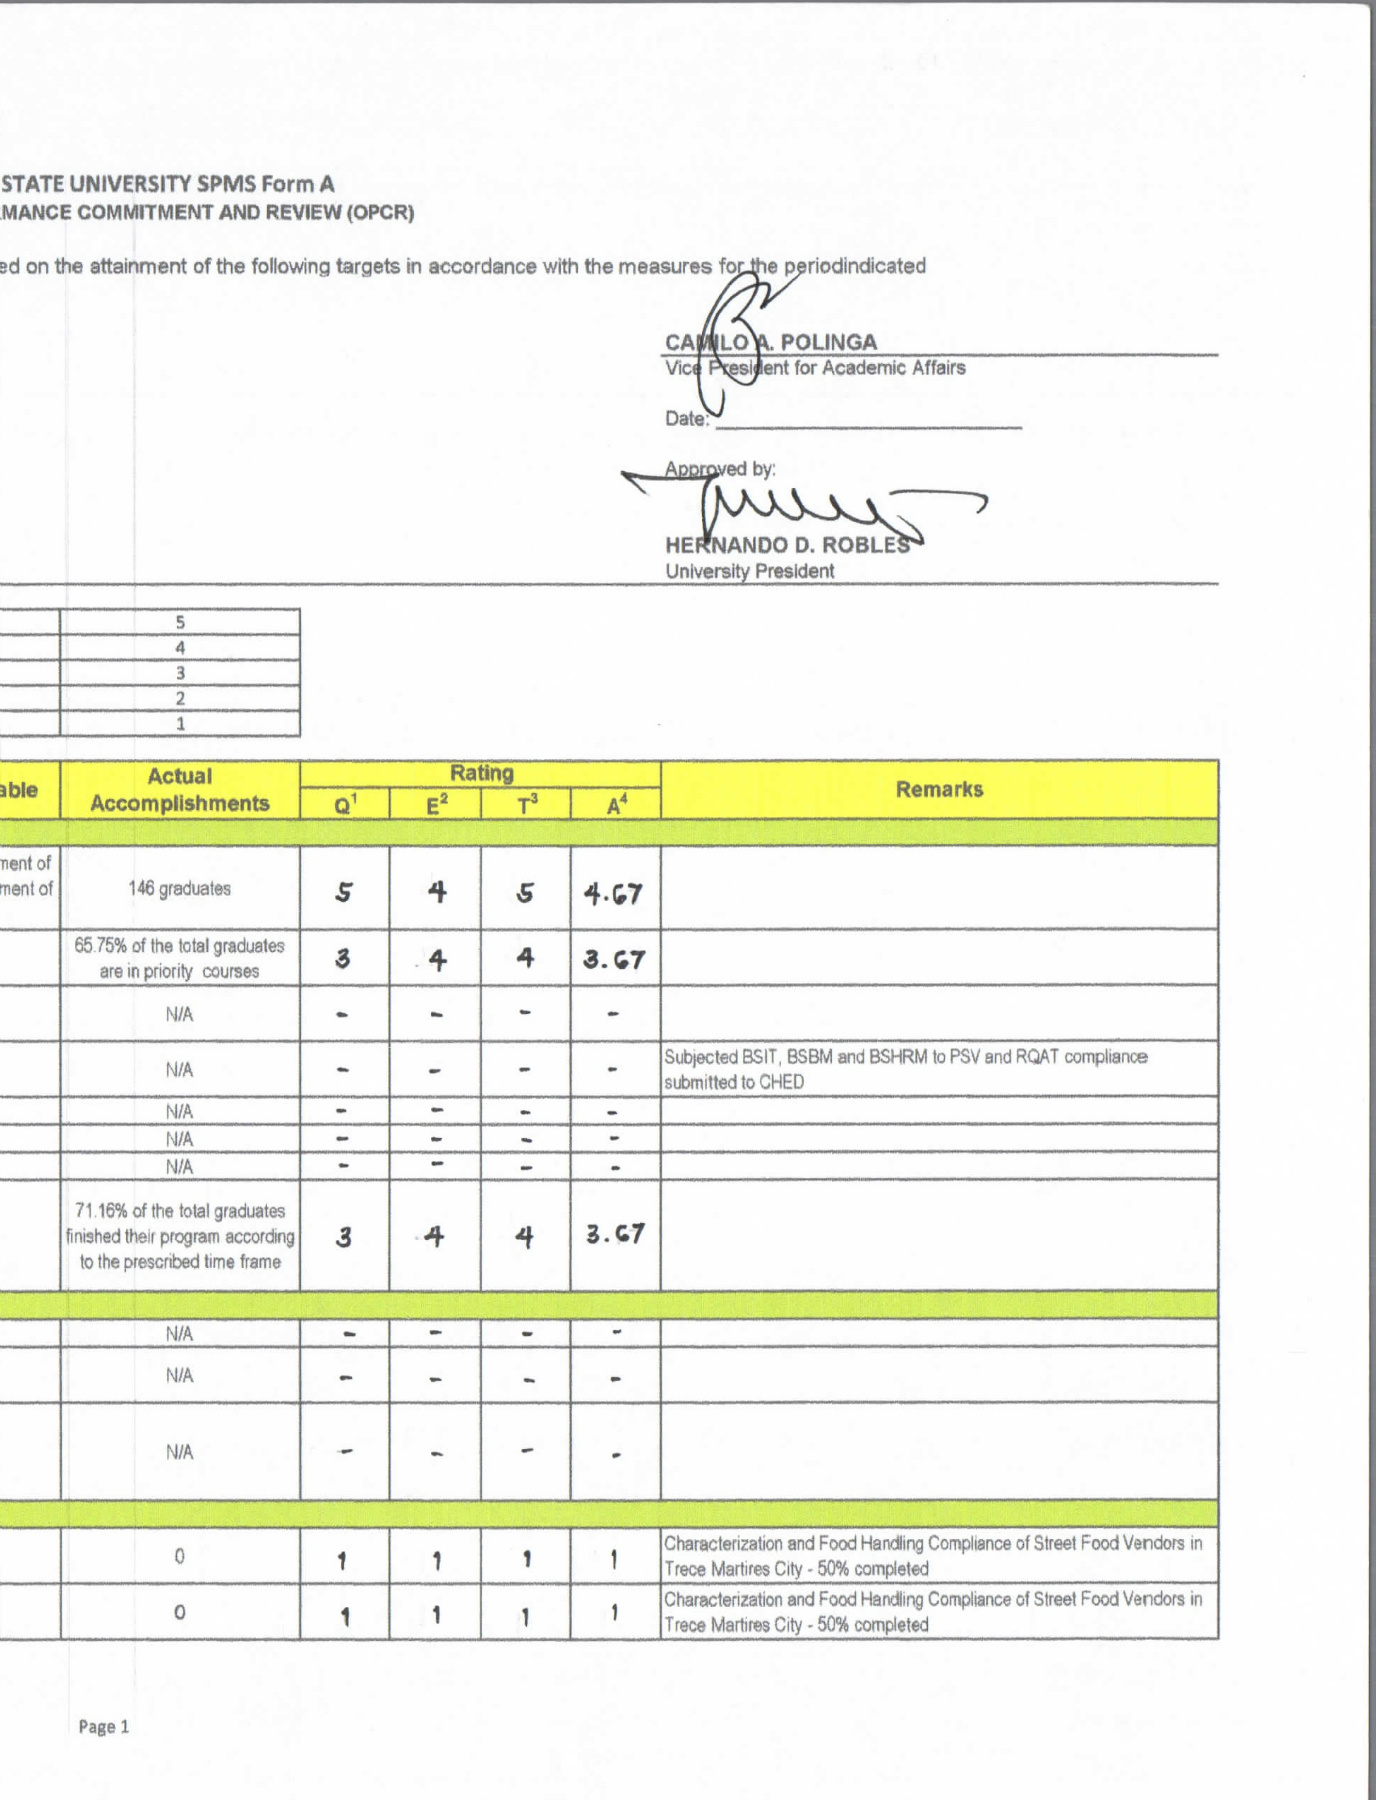 STATE UNIVERSITY SPMS Form A
MANCE COMMITMENT AND REVIEW (OPCR)
ed on the attainment of the following targets in accordance with the measures for the periodindicated
CAMILO A. POLINGA
Vice President for Academic Affairs
Date:
Approved by:
HERNANDO D. ROBLES
University President
5
4
3
2
1
able
Actual
Accomplishments
Rating
Q¹ E² T³ A⁴
Remarks
ment of
ment of
146 graduates
5 4 5 4.67
65.75% of the total graduates
are in priority courses
3 4 4 3.67
N/A - - - -
N/A - - - -
Subjected BSIT, BSBM and BSHRM to PSV and RQAT compliance
submitted to CHED
N/A - - - -
N/A - - - -
N/A - - - -
71.16% of the total graduates
finished their program according
to the prescribed time frame
3 4 4 3.67
N/A - - - -
N/A - - - -
N/A - - - -
0 1 1 1 1
Characterization and Food Handling Compliance of Street Food Vendors in
Trece Martires City - 50% completed
0 1 1 1 1
Characterization and Food Handling Compliance of Street Food Vendors in
Trece Martires City - 50% completed
Page 1